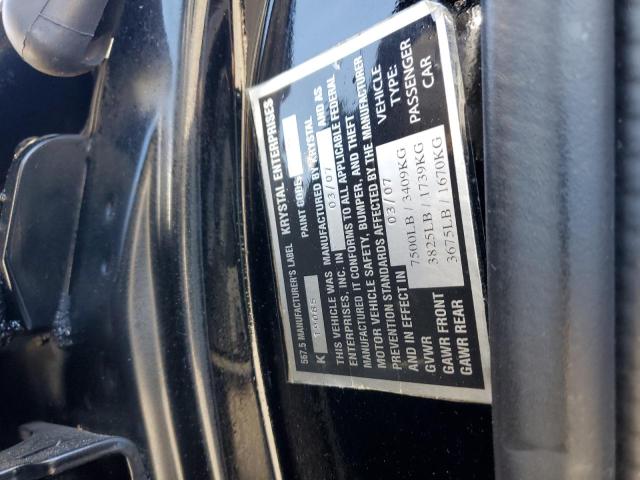 567.5 MANUFACTURER'S LABEL KRYSTAL ENTERPRISES
K PAINT CODE
THIS VEHICLE WAS MANUFACTURED BY KRYSTAL
ENTERPRISES, INC. IN 03/07 AND AS
MANUFACTURED IT CONFORMS TO ALL APPLICABLE FEDERAL
MOTOR VEHICLE SAFETY, BUMPER, AND THEFT
PREVENTION STANDARDS AFFECTED BY THE MANUFACTURER
AND IN EFFECT IN 03/07 VEHICLE
GVWR 7500LB / 3409KG TYPE:
GAWR FRONT 3825LB / 1739KG PASSENGER
GAWR REAR 3675LB / 1670KG CAR